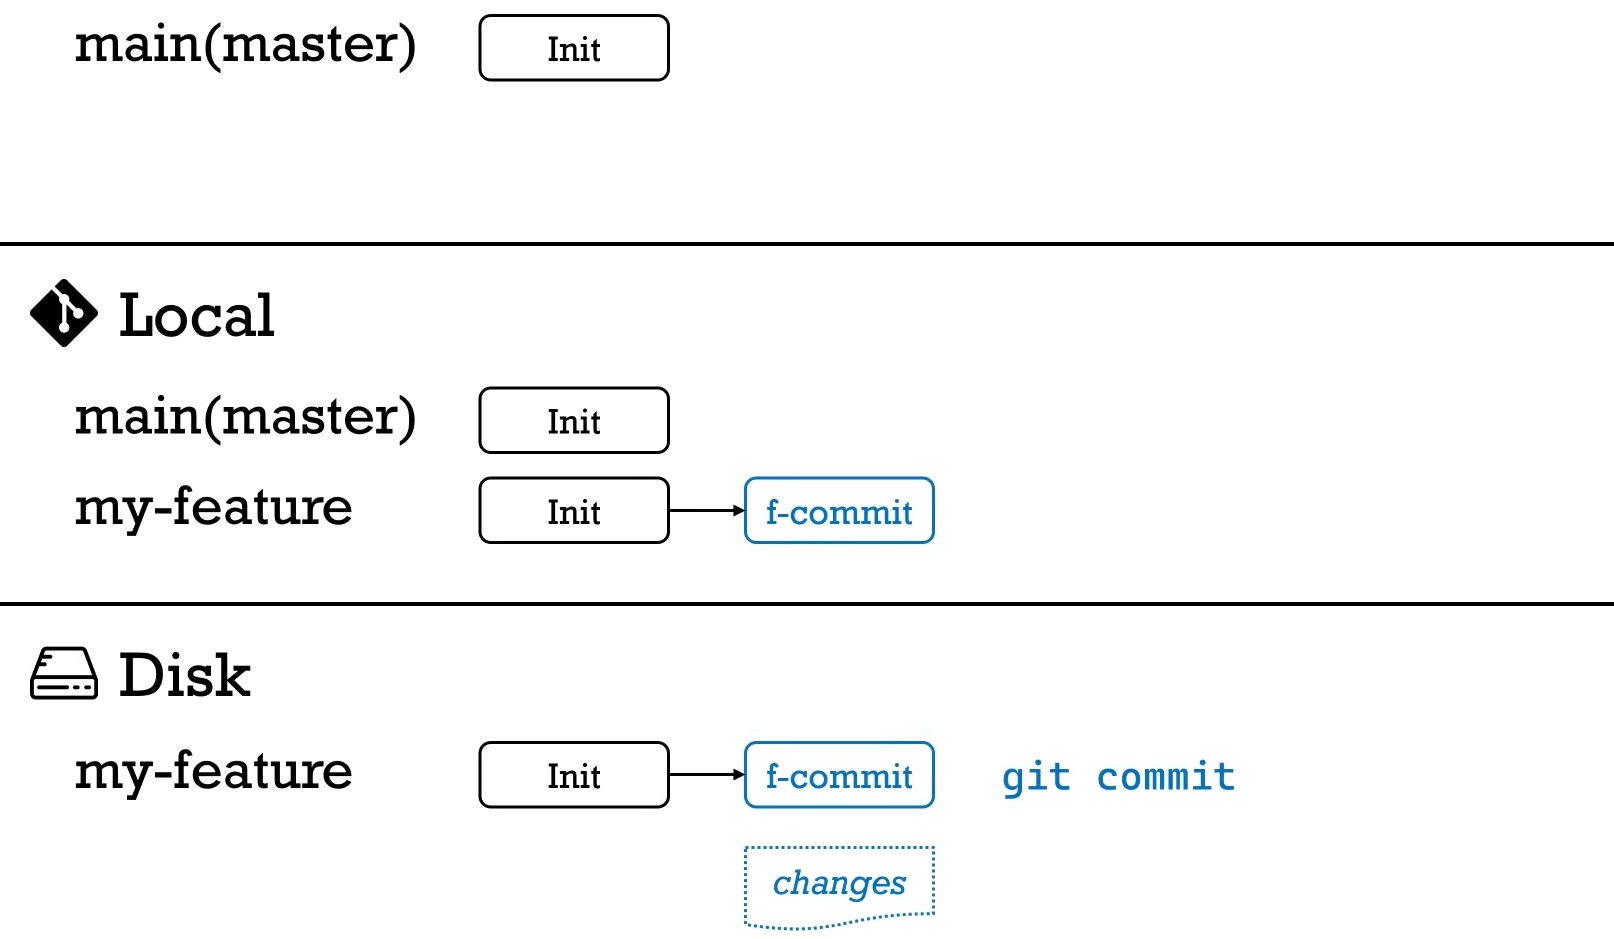 main(master) Init
Local
main(master) Init
my-feature Init f-commit
Disk
my-feature Init f-commit git commit
changes